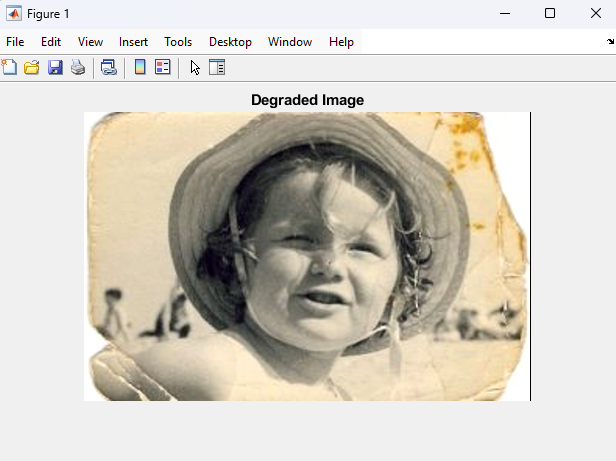 Figure 1
File Edit View Insert Tools Desktop Window Help
Degraded Image